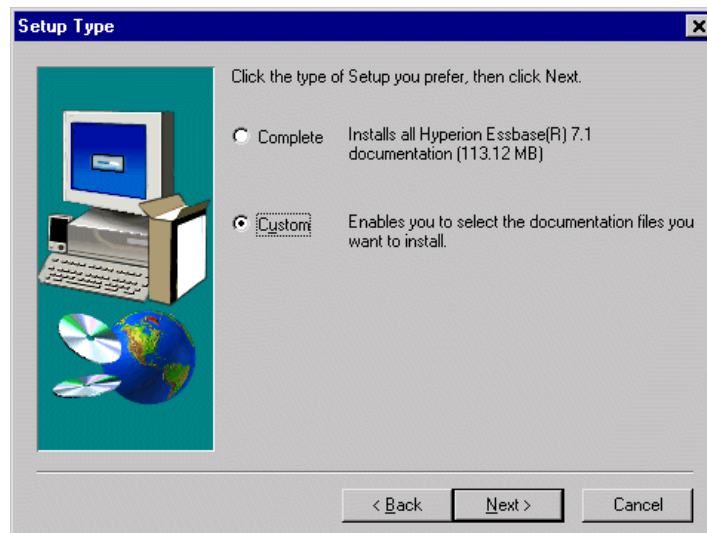 Setup Type
Click the type of Setup you prefer, then click Next.
Complete
Installs all Hyperion Essbase(R) 7.1
documentation (113.12 MB)
Custom
Enables you to select the documentation files you
want to install.
< Back
Next >
Cancel